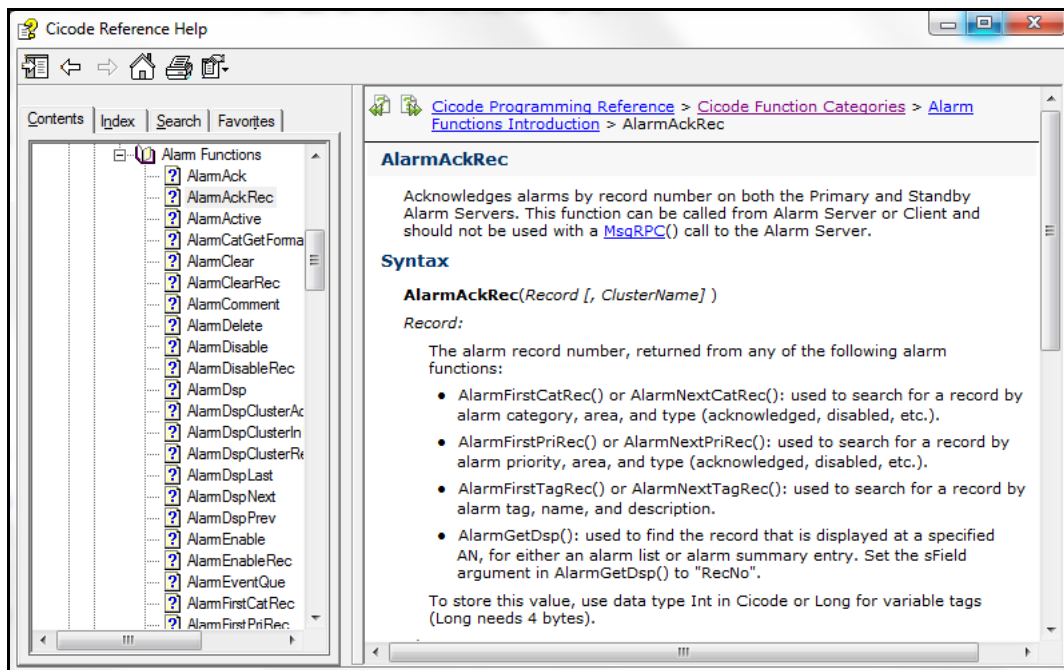 Cicode Reference Help
Contents Index Search Favorites
Alarm Functions
AlarmAck
AlarmAckRec
AlarmActive
AlarmCatGetForma
AlarmClear
AlarmClearRec
AlarmComment
AlarmDelete
AlarmDisable
AlarmDisableRec
AlarmDsp
AlarmDspClusterAc
AlarmDspClusterIn
AlarmDspClusterRe
AlarmDspLast
AlarmDspNext
AlarmDspPrev
AlarmEnable
AlarmEnableRec
AlarmEventQue
AlarmFirstCatRec
AlarmFirstPriRec
Cicode Programming Reference > Cicode Function Categories > Alarm
Functions Introduction > AlarmAckRec
AlarmAckRec
Acknowledges alarms by record number on both the Primary and Standby
Alarm Servers. This function can be called from Alarm Server or Client and
should not be used with a MsgRPC() call to the Alarm Server.
Syntax
AlarmAckRec(Record [, ClusterName] )
Record:
The alarm record number, returned from any of the following alarm
functions:
• AlarmFirstCatRec() or AlarmNextCatRec(): used to search for a record by
alarm category, area, and type (acknowledged, disabled, etc.).
• AlarmFirstPriRec() or AlarmNextPriRec(): used to search for a record by
alarm priority, area, and type (acknowledged, disabled, etc.).
• AlarmFirstTagRec() or AlarmNextTagRec(): used to search for a record by
alarm tag, name, and description.
• AlarmGetDsp(): used to find the record that is displayed at a specified
AN, for either an alarm list or alarm summary entry. Set the sField
argument in AlarmGetDsp() to "RecNo".
To store this value, use data type Int in Cicode or Long for variable tags
(Long needs 4 bytes).